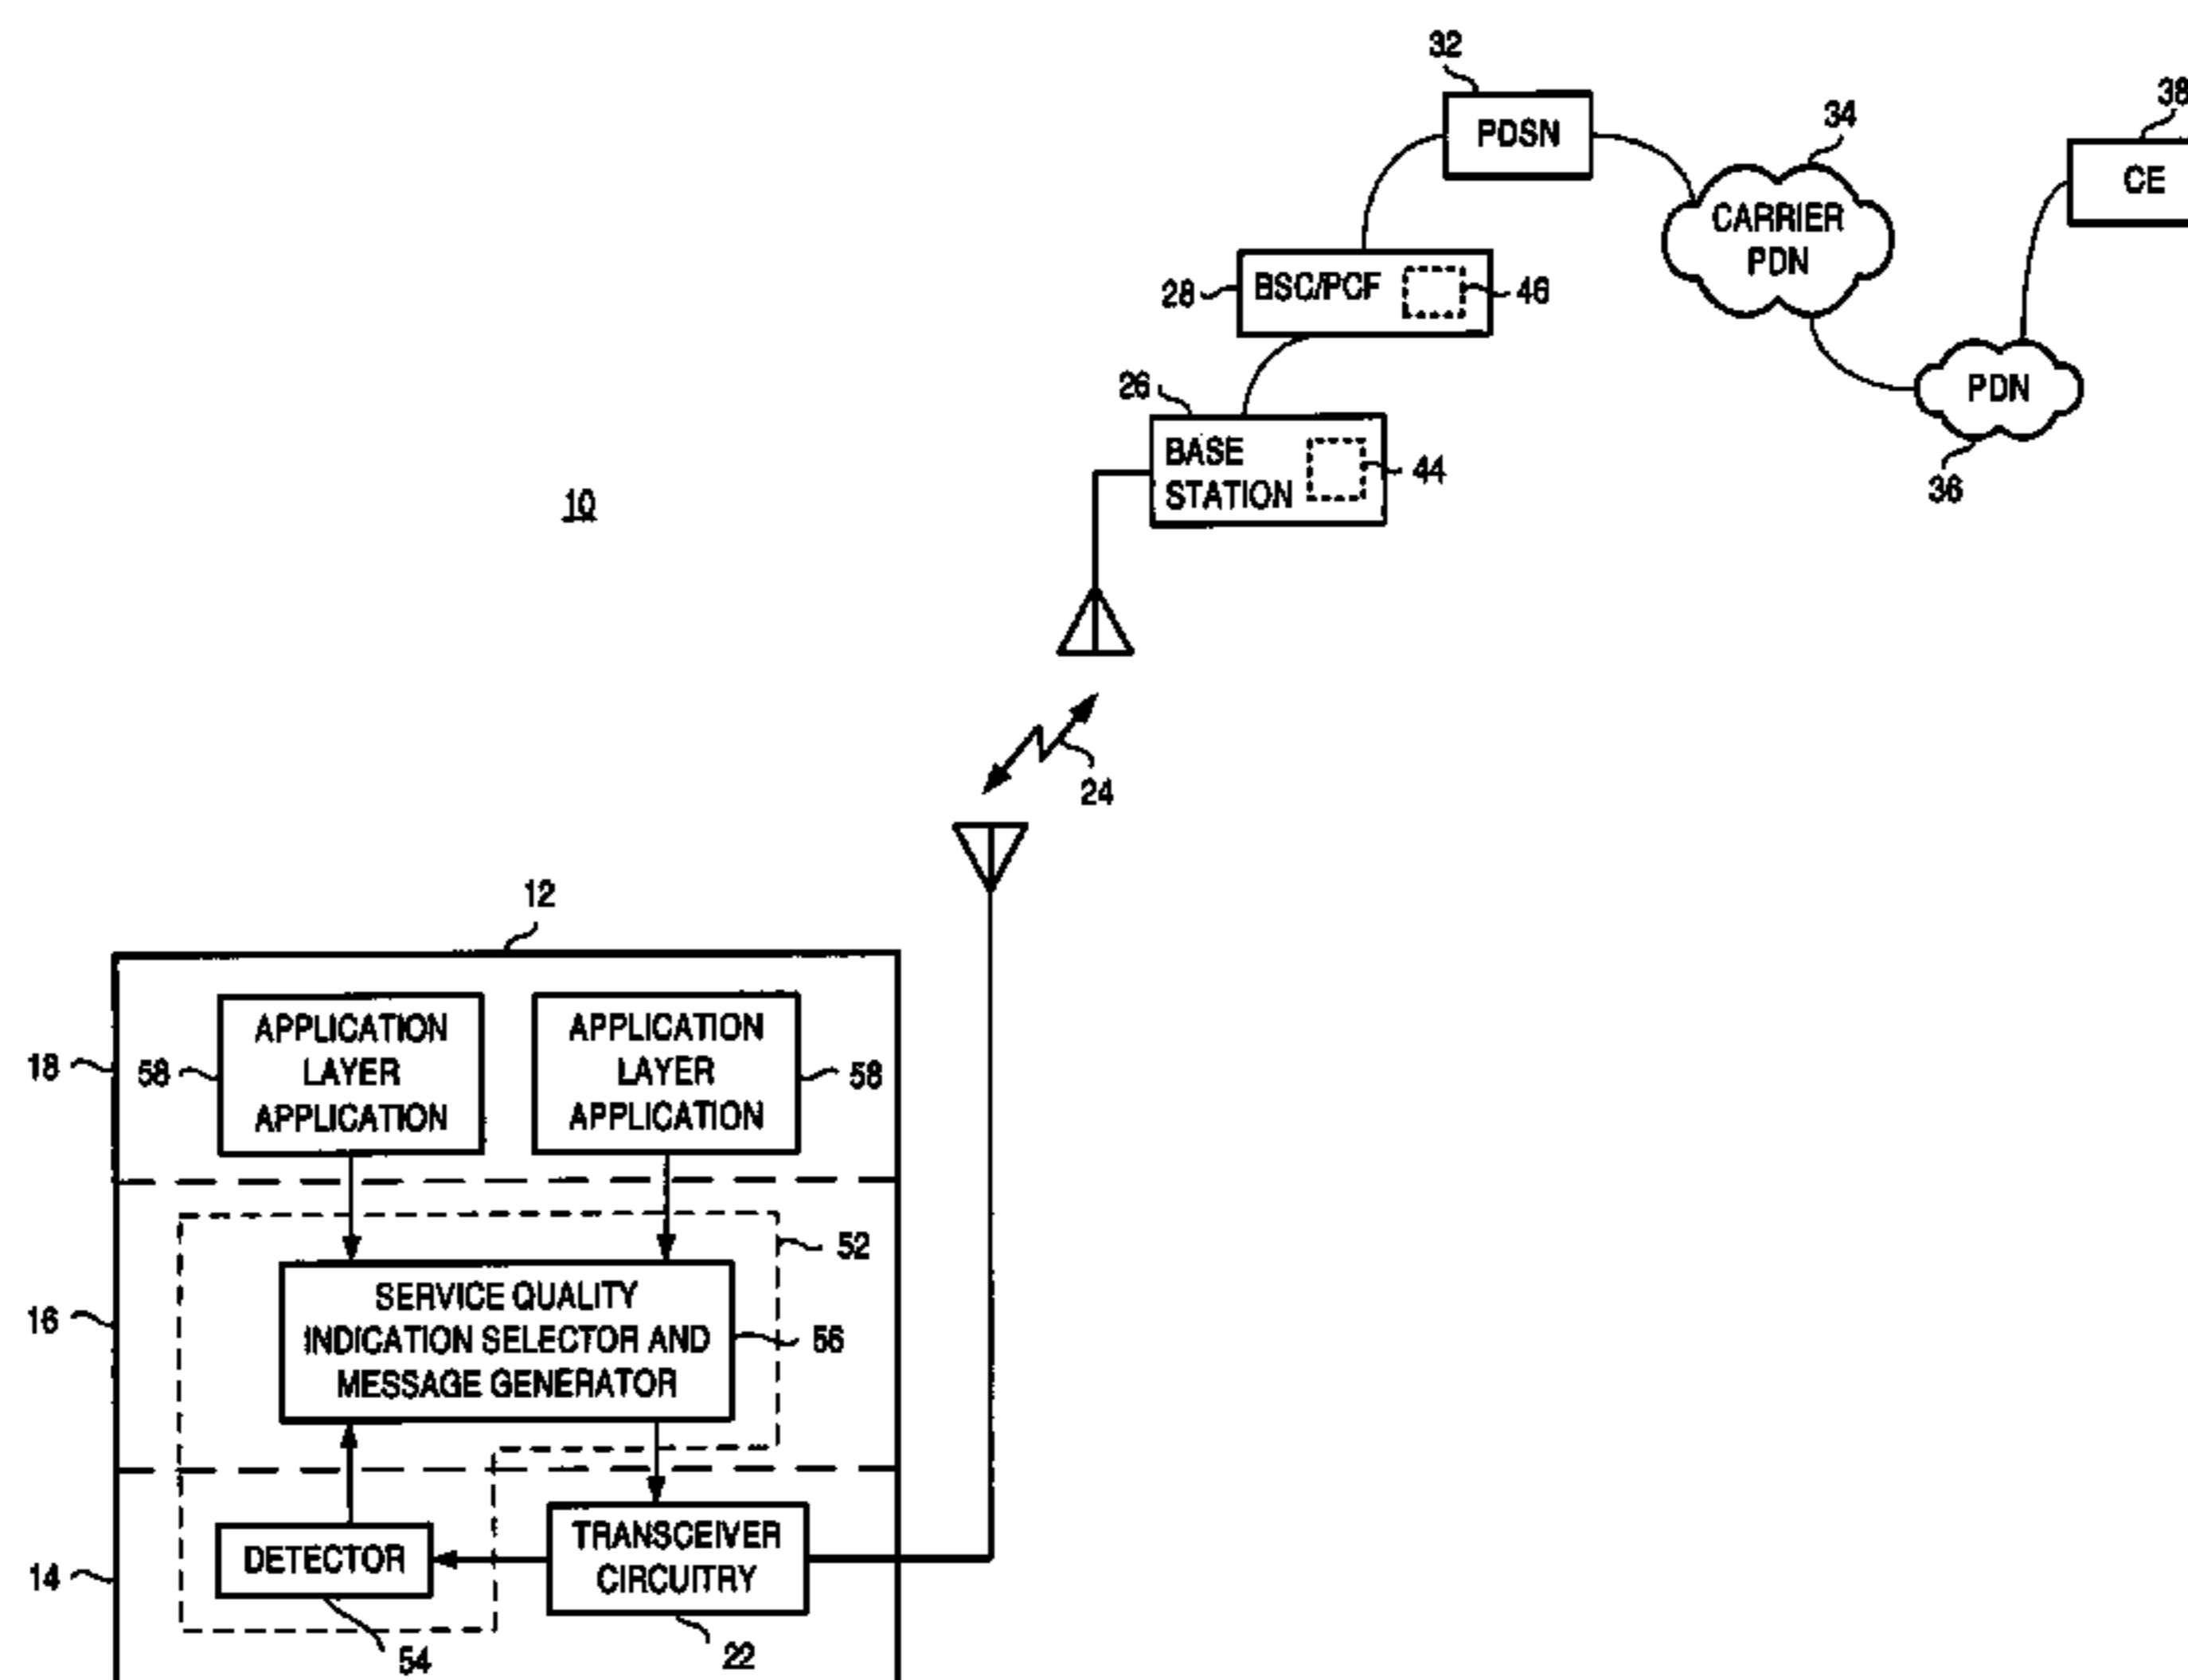 32
PDSN
34
38
CE
CARRIER
PDN
28
BSC/PCF
46
PDN
36
26
BASE
STATION
44
10
24
12
18
58
APPLICATION
LAYER
APPLICATION
APPLICATION
LAYER
APPLICATION
58
52
16
SERVICE QUALITY
INDICATION SELECTOR AND
MESSAGE GENERATOR
56
14
DETECTOR
TRANSCEIVER
CIRCUITRY
54
22